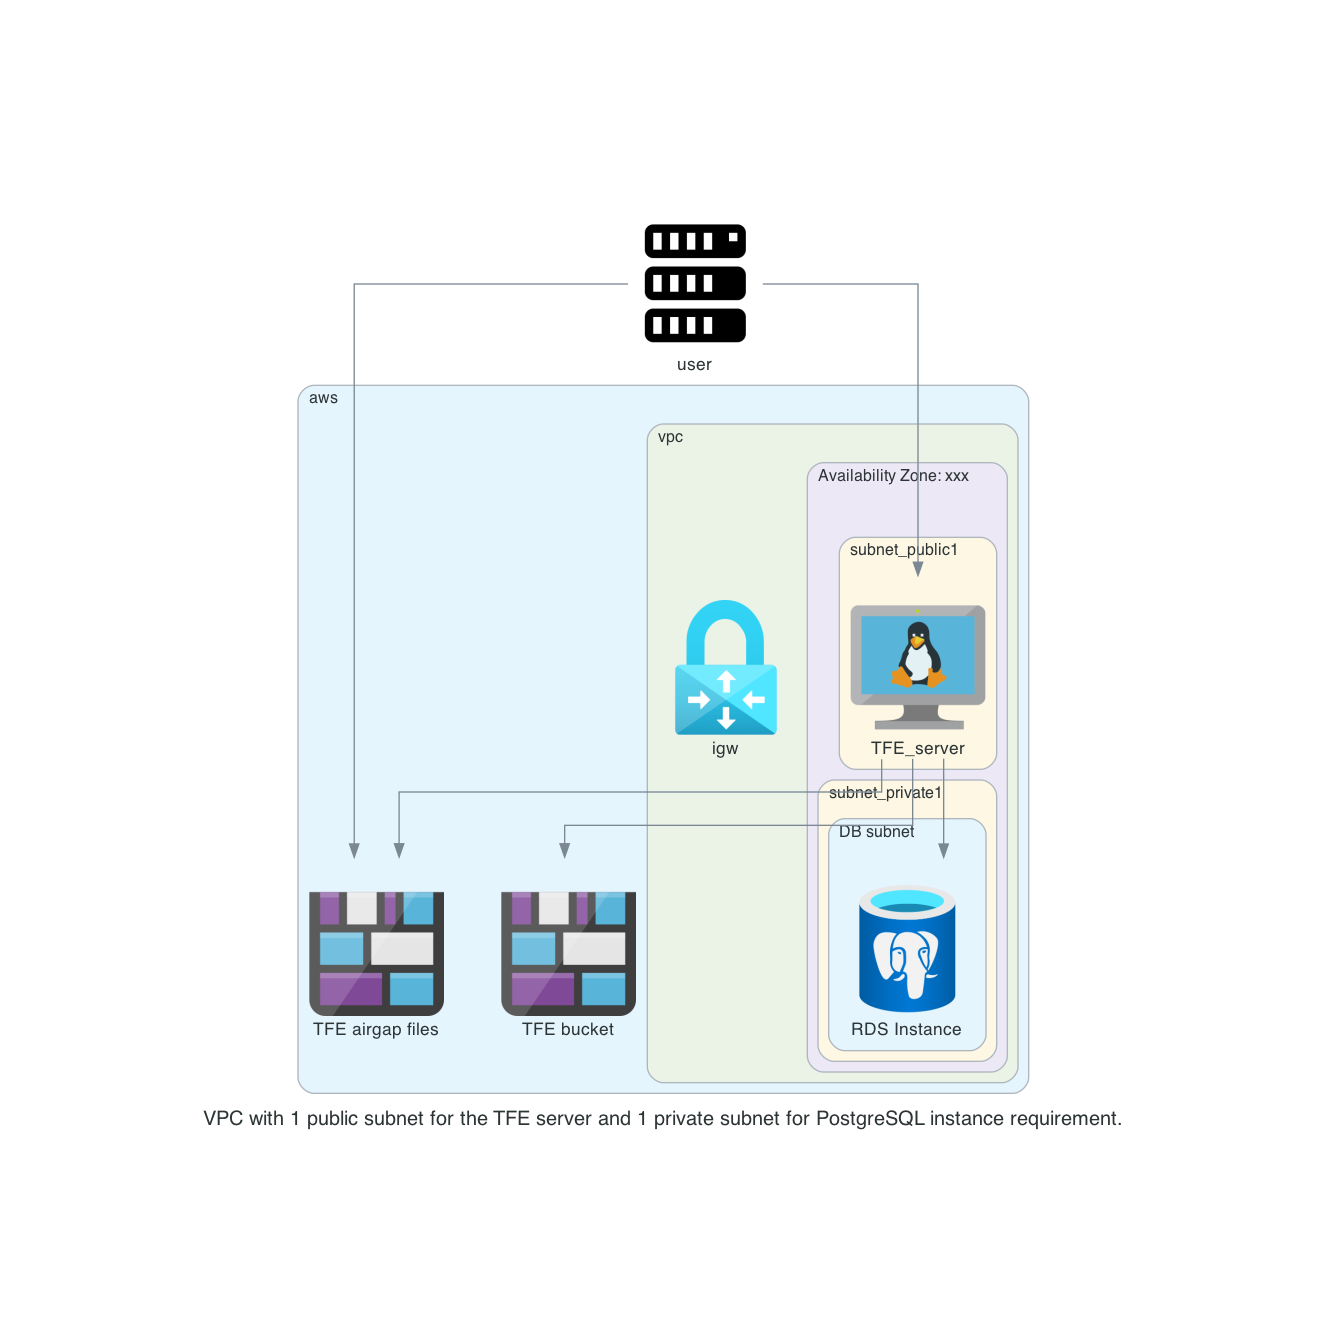 user
aws
vpc
Availability Zone: xxx
subnet_public1
igw
TFE_server
subnet_private1
DB subnet
TFE airgap files
TFE bucket
RDS Instance
VPC with 1 public subnet for the TFE server and 1 private subnet for PostgreSQL instance requirement.